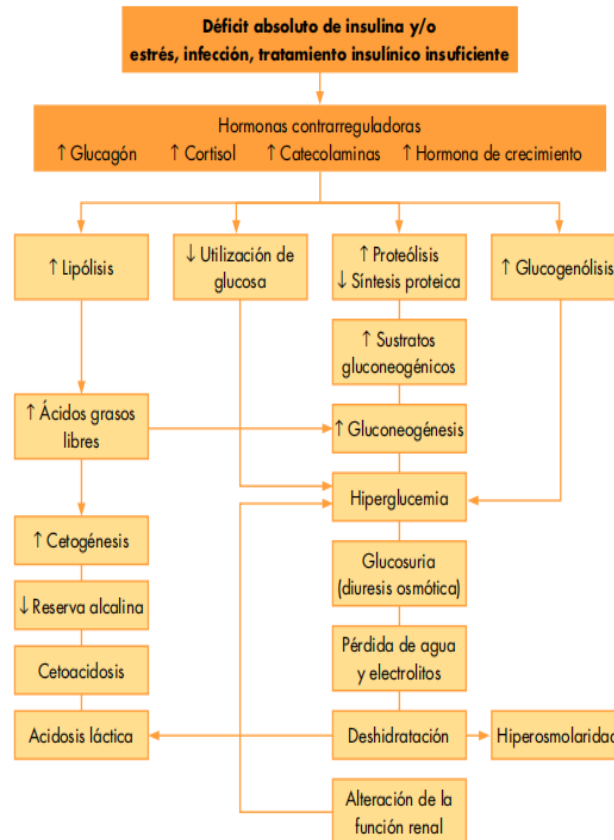 Déficit absoluto de insulina y/o
estrés, infección, tratamiento insulínico insuficiente
Hormonas contrarreguladoras
↑ Glucagón ↑ Cortisol ↑ Catecolaminas ↑ Hormona de crecimiento
↑ Lipólisis
↓ Utilización de
glucosa
↑ Proteólisis
↓ Síntesis proteica
↑ Glucogenólisis
↑ Sustratos
gluconeogénicos
↑ Ácidos grasos
libres
↑ Gluconeogénesis
Hiperglucemia
↑ Cetogénesis
Glucosuria
(diuresis osmótica)
↓ Reserva alcalina
Pérdida de agua
y electrolitos
Cetoacidosis
Acidosis láctica
Deshidratación
Hiperosmolaridad
Alteración de la
función renal